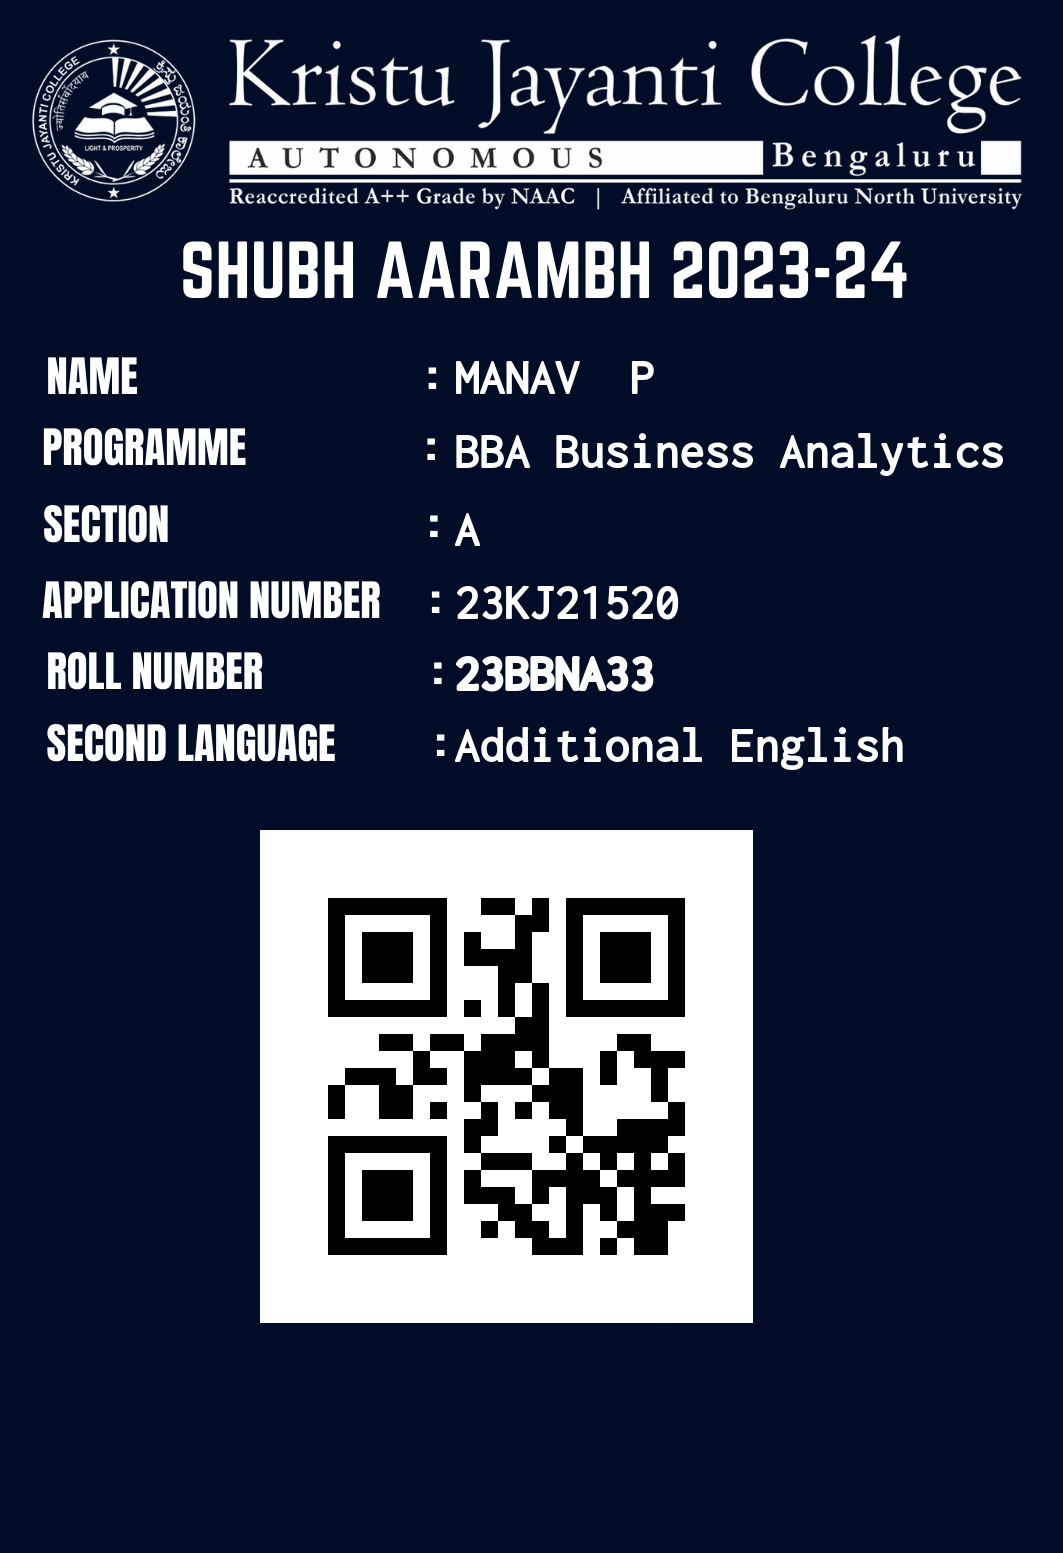 KRISTU JAYANTI COLLEGE
ಕ್ರಿಸ್ತು ಜಯಂತಿ ಕಾಲೇಜು
LIGHT & PROSPERITY
Kristu Jayanti College
AUTONOMOUS Bengaluru
Reaccredited A++ Grade by NAAC | Affiliated to Bengaluru North University
SHUBH AARAMBH 2023-24
NAME : MANAV P
PROGRAMME : BBA Business Analytics
SECTION : A
APPLICATION NUMBER : 23KJ21520
ROLL NUMBER : 23BBNA33
SECOND LANGUAGE : Additional English